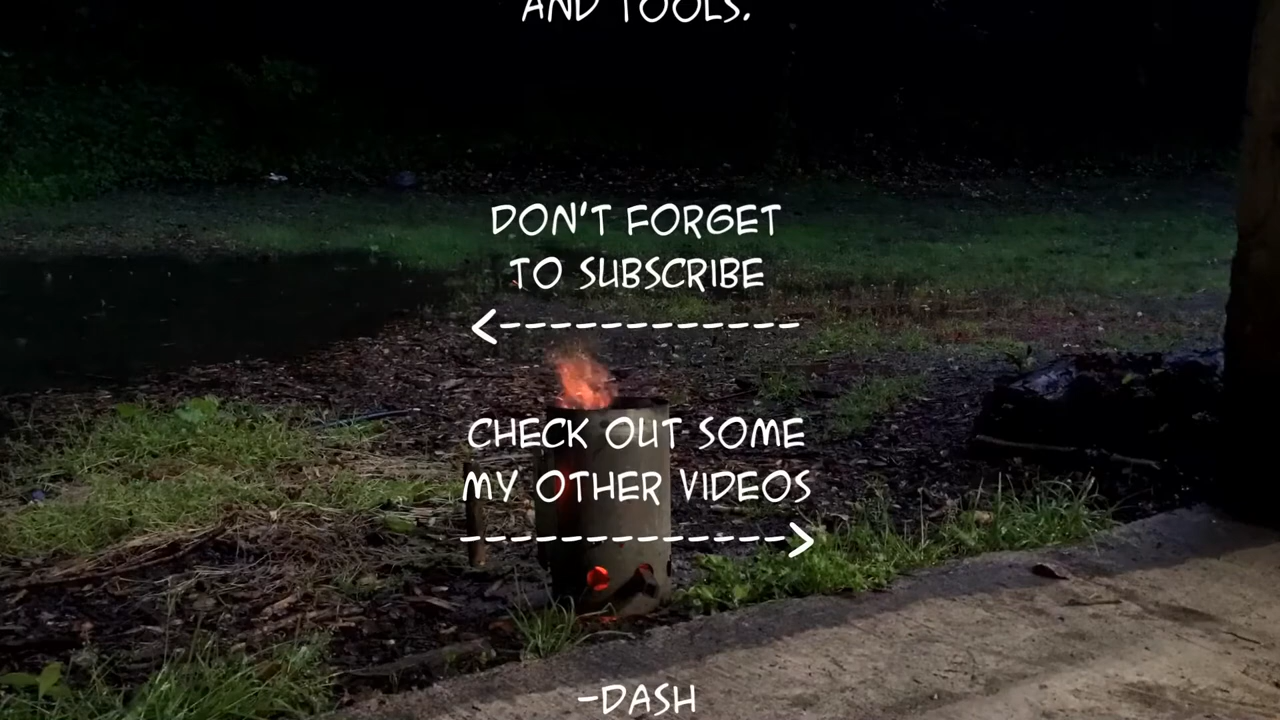 AND TOOLS.
DON'T FORGET
TO SUBSCRIBE
<------------
CHECK OUT SOME
MY OTHER VIDEOS
------------->
-DASH